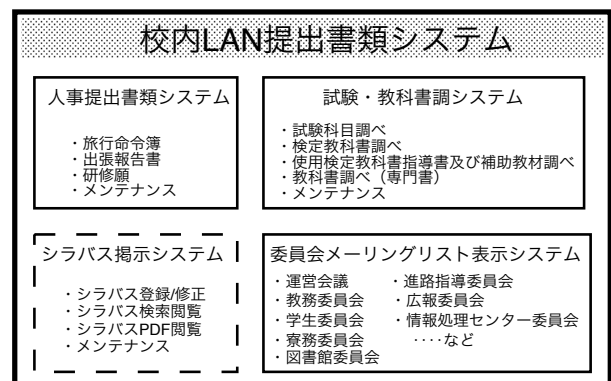 校内LAN提出書類システム
人事提出書類システム
・旅行命令簿
・出張報告書
・研修願
・メンテナンス
試験・教科書調システム
・試験科目調べ
・検定教科書調べ
・使用検定教科書指導書及び補助教材調べ
・教科書調べ（専門書）
・メンテナンス
シラバス掲示システム
・シラバス登録/修正
・シラバス検索閲覧
・シラバスPDF閲覧
・メンテナンス
委員会メーリングリスト表示システム
・運営会議
・教務委員会
・学生委員会
・寮務委員会
・図書館委員会
・進路指導委員会
・広報委員会
・情報処理センター委員会
‥‥など